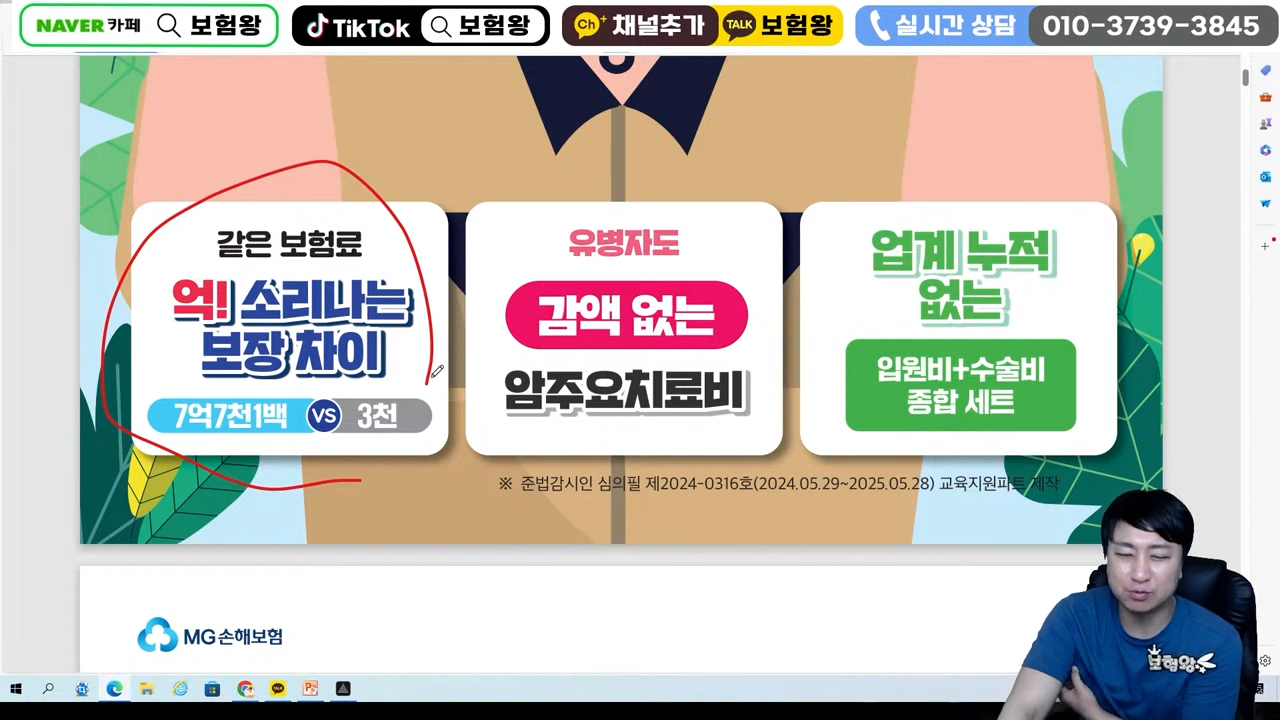 NAVER 카페 보험왕
TikTok 보험왕
Ch+ 채널추가 TALK 보험왕
실시간 상담 010-3739-3845
같은 보험료
억! 소리나는
보장 차이
7억7천1백 VS 3천
유병자도
감액 없는
암주요치료비
업계 누적
없는
입원비+수술비
종합 세트
※ 준법감시인 심의필 제2024-0316호(2024.05.29~2025.05.28) 교육지원파트 제작
MG손해보험
보험왕